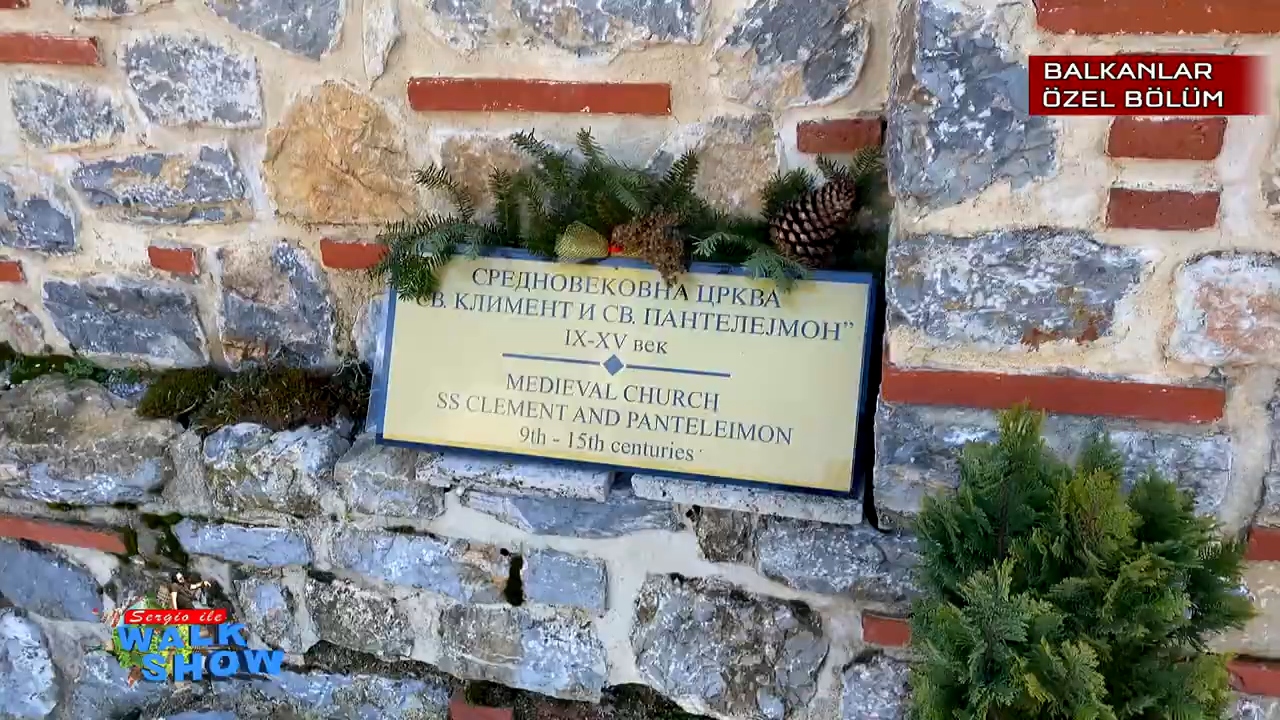 BALKANLAR
ÖZEL BÖLÜM
СРЕДНОВЕКОВНА ЦРКВА
СВ. КЛИМЕНТ И СВ. ПАНТЕЛЕЈМОН”
IX-XV век
MEDIEVAL CHURCH
SS CLEMENT AND PANTELEIMON
9th - 15th centuries
Sergio ile
WALK
SHOW